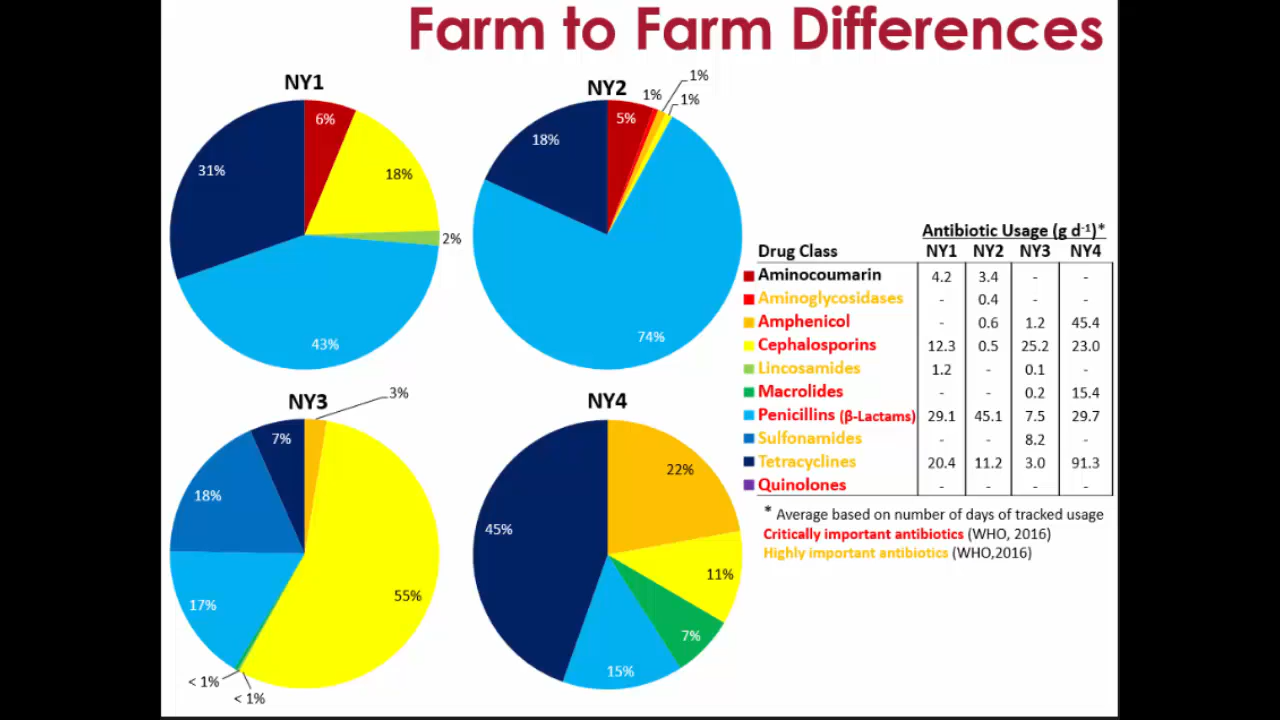 Farm to Farm Differences
NY1
6%
18%
2%
43%
31%
NY2
5%
1%
1%
1%
74%
18%
NY3
3%
55%
< 1%
< 1%
17%
18%
7%
NY4
22%
11%
7%
15%
45%
Antibiotic Usage (g d-1)*
Drug Class NY1 NY2 NY3 NY4
Aminocoumarin 4.2 3.4 - -
Aminoglycosidases - 0.4 - -
Amphenicol - 0.6 1.2 45.4
Cephalosporins 12.3 0.5 25.2 23.0
Lincosamides 1.2 - 0.1 -
Macrolides - - 0.2 15.4
Penicillins (β-Lactams) 29.1 45.1 7.5 29.7
Sulfonamides - - 8.2 -
Tetracyclines 20.4 11.2 3.0 91.3
Quinolones - - - -
* Average based on number of days of tracked usage
Critically important antibiotics (WHO, 2016)
Highly important antibiotics (WHO,2016)